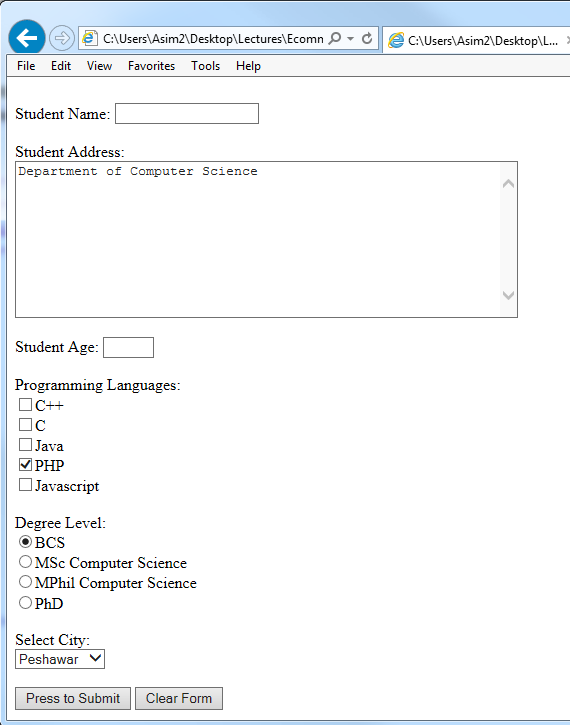 C:\Users\Asim2\Desktop\Lectures\Ecomn
C:\Users\Asim2\Desktop\L...
File Edit View Favorites Tools Help
Student Name:
Student Address:
Department of Computer Science
Student Age:
Programming Languages:
C++
C
Java
PHP
Javascript
Degree Level:
BCS
MSc Computer Science
MPhil Computer Science
PhD
Select City:
Peshawar
Press to Submit Clear Form